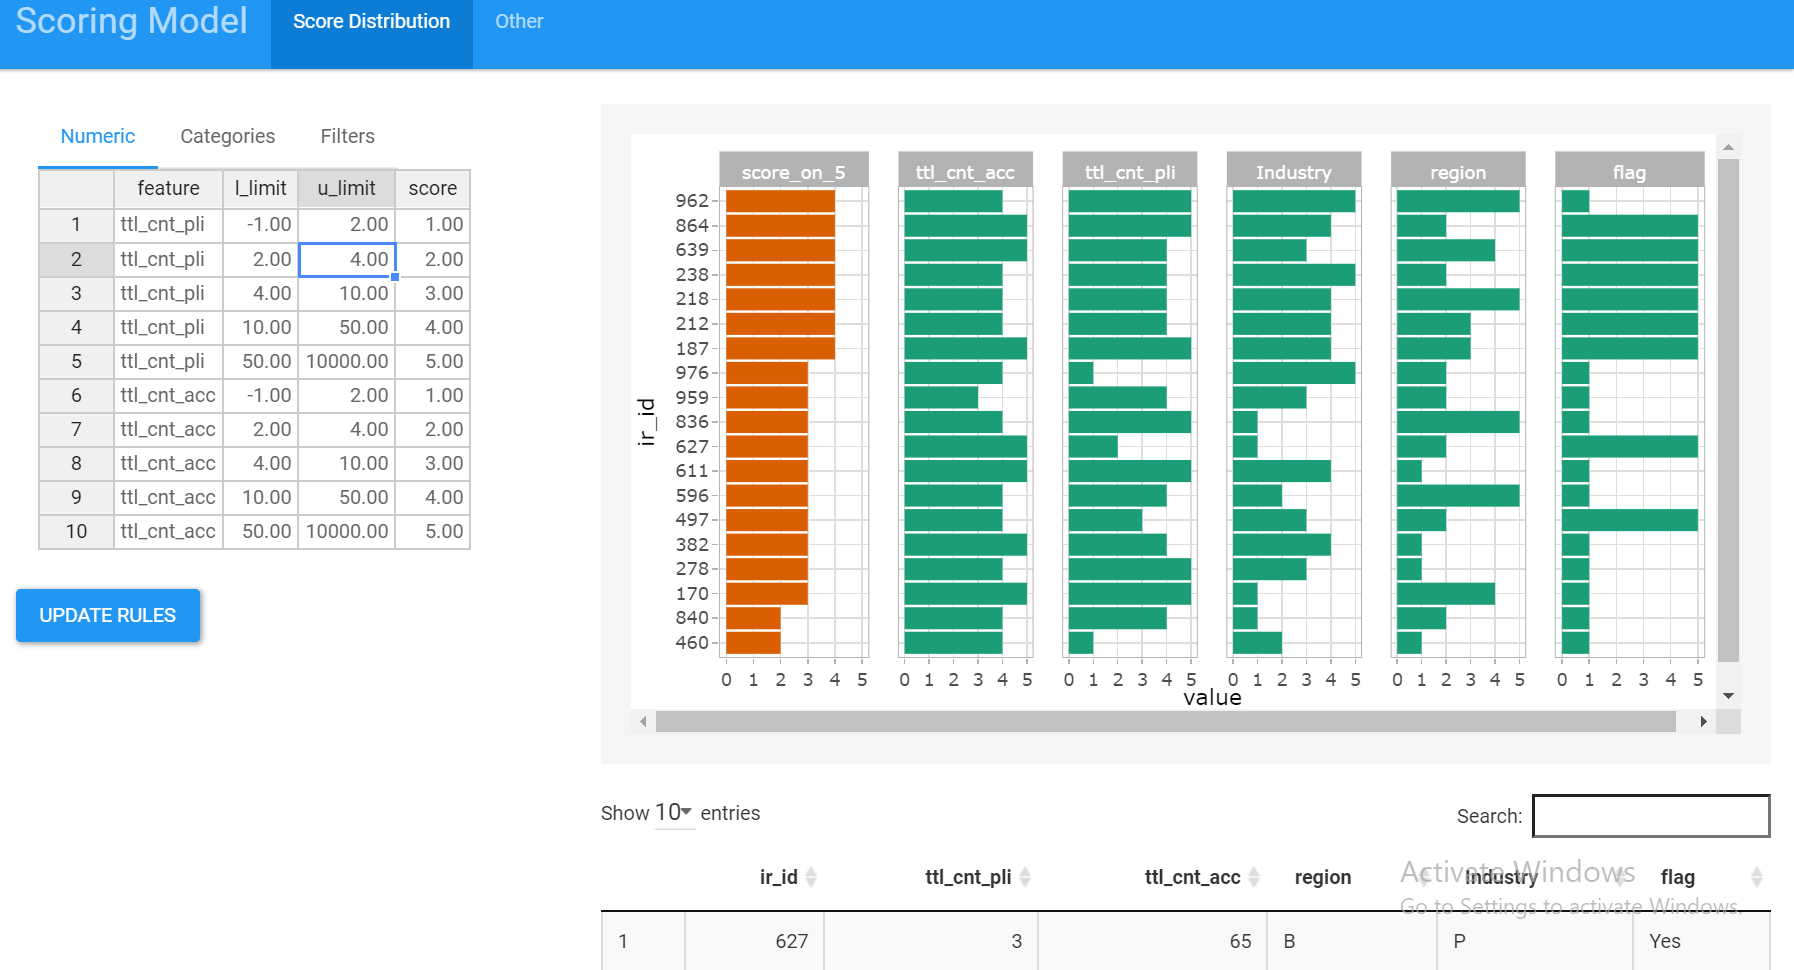 Scoring Model Score Distribution Other
Numeric Categories Filters
feature l_limit u_limit score
1 ttl_cnt_pli -1.00 2.00 1.00
2 ttl_cnt_pli 2.00 4.00 2.00
3 ttl_cnt_pli 4.00 10.00 3.00
4 ttl_cnt_pli 10.00 50.00 4.00
5 ttl_cnt_pli 50.00 10000.00 5.00
6 ttl_cnt_acc -1.00 2.00 1.00
7 ttl_cnt_acc 2.00 4.00 2.00
8 ttl_cnt_acc 4.00 10.00 3.00
9 ttl_cnt_acc 10.00 50.00 4.00
10 ttl_cnt_acc 50.00 10000.00 5.00
UPDATE RULES
score_on_5 ttl_cnt_acc ttl_cnt_pli Industry region flag
ir_id
962
864
639
238
218
212
187
976
959
836
627
611
596
497
382
278
170
840
460
0 1 2 3 4 5 0 1 2 3 4 5 0 1 2 3 4 5 0 1 2 3 4 5 0 1 2 3 4 5 0 1 2 3 4 5
value
Show 10 entries Search:
ir_id ttl_cnt_pli ttl_cnt_acc region Industry flag
Activate Windows
Go to Settings to activate Windows.
1 627 3 65 B P Yes